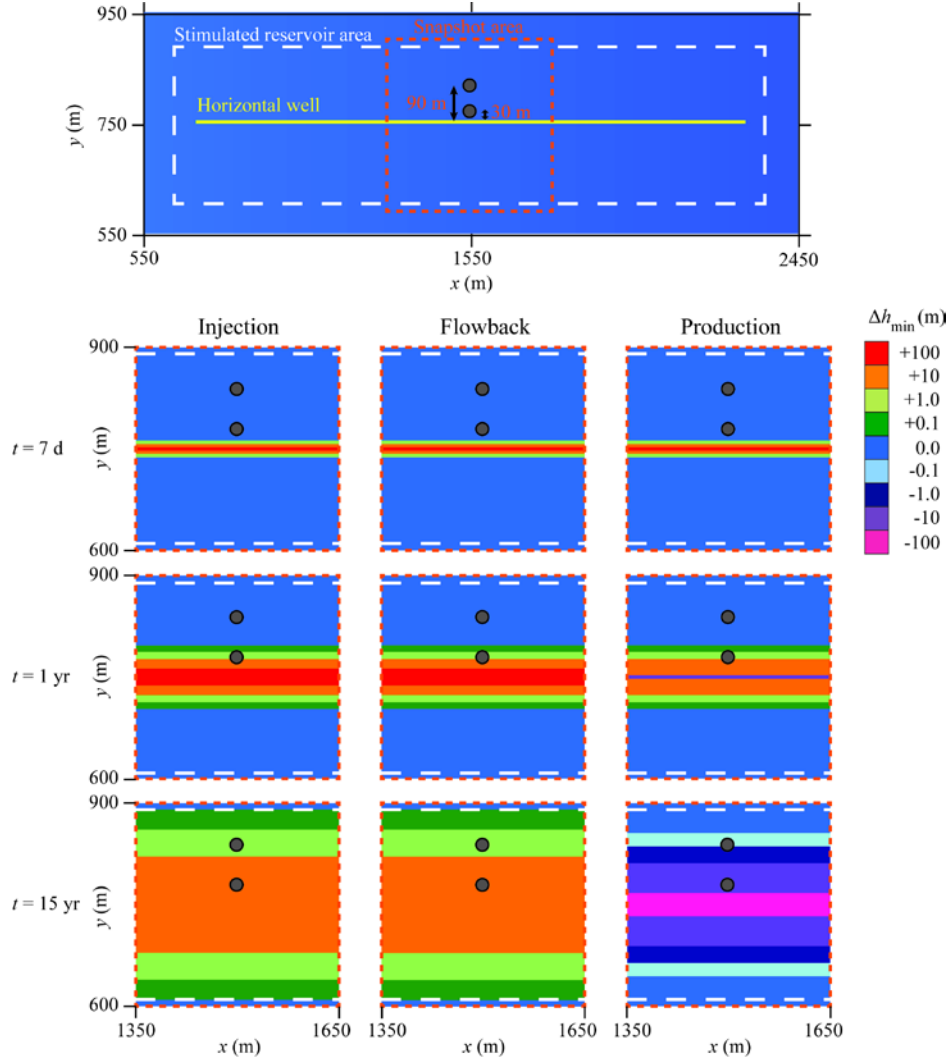 950
Stimulated reservoir area
Snapshot area
90 m
Horizontal well
30 m
y (m)
750
550
550
1550
2450
x (m)
Injection
Flowback
Production
Δh_min (m)
+100
+10
+1.0
+0.1
0.0
-0.1
-1.0
-10
-100
900
t = 7 d
y (m)
600
900
t = 1 yr
y (m)
600
900
t = 15 yr
y (m)
600
1350
1650
1350
1650
1350
1650
x (m)
x (m)
x (m)